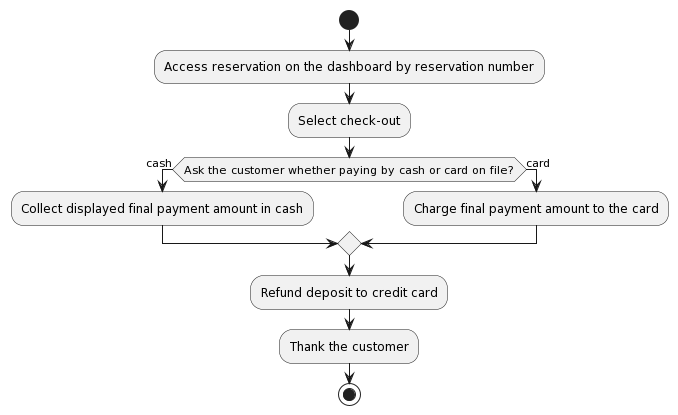 Access reservation on the dashboard by reservation number
Select check-out
cash
Ask the customer whether paying by cash or card on file?
card
Collect displayed final payment amount in cash
Charge final payment amount to the card
Refund deposit to credit card
Thank the customer